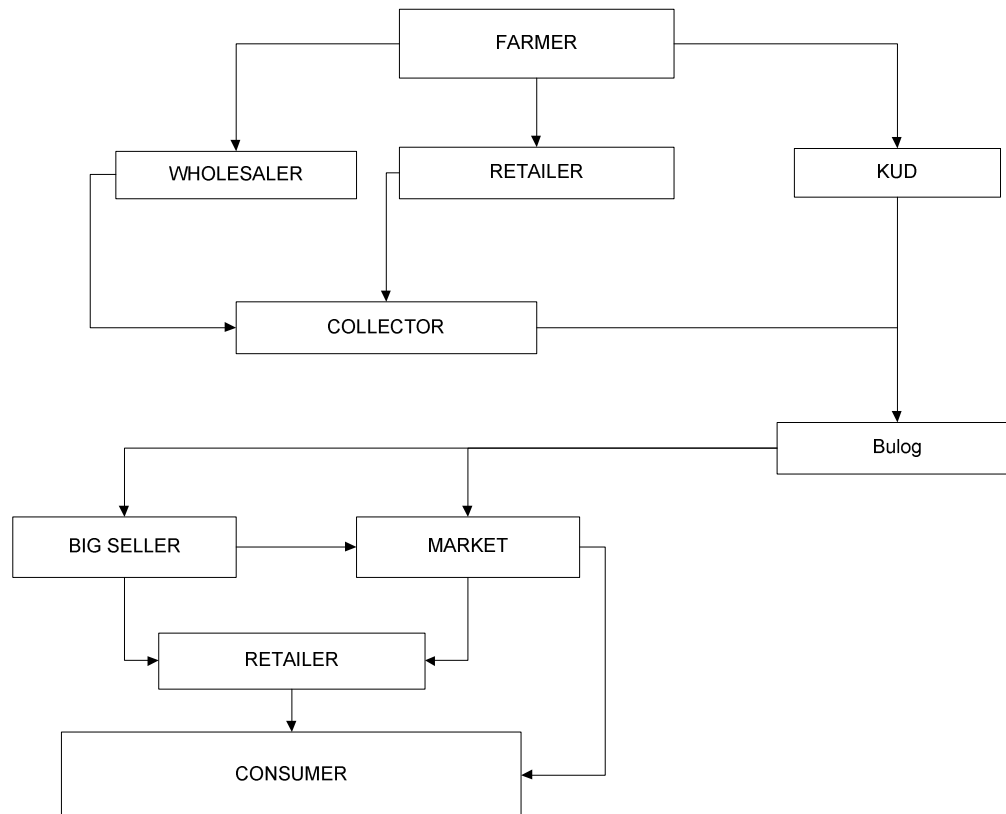 FARMER
WHOLESALER
RETAILER
KUD
COLLECTOR
Bulog
BIG SELLER
MARKET
RETAILER
CONSUMER